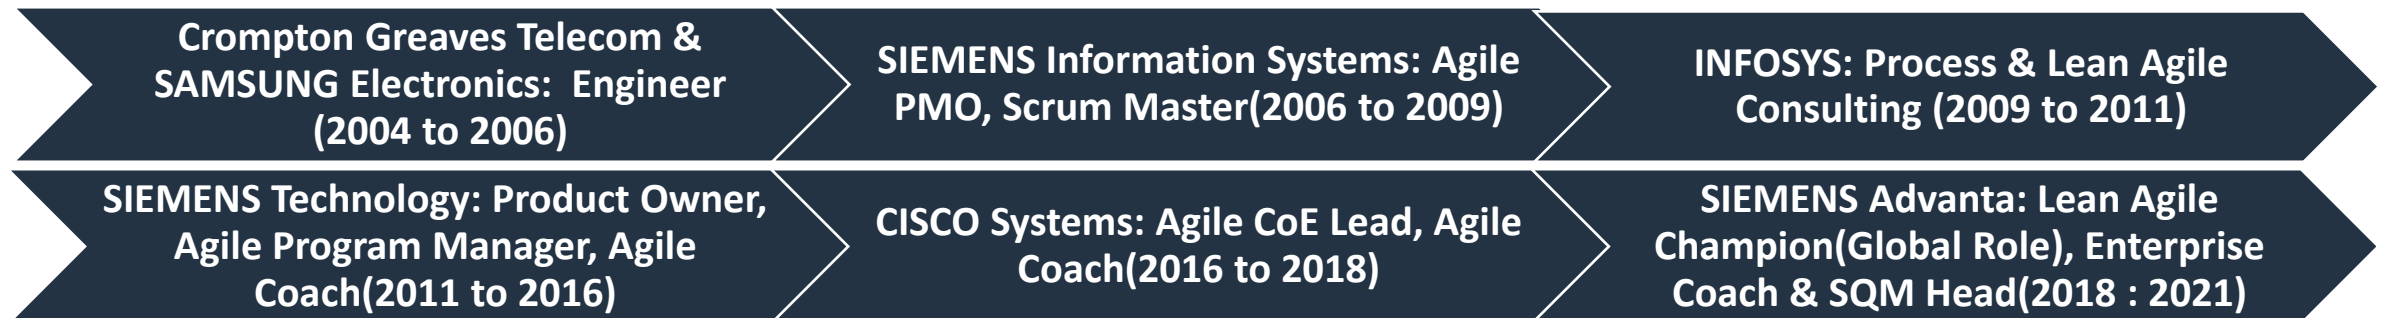 Crompton Greaves Telecom &
SAMSUNG Electronics:  Engineer
(2004 to 2006)
SIEMENS Information Systems: Agile
PMO, Scrum Master(2006 to 2009)
INFOSYS: Process & Lean Agile
Consulting (2009 to 2011)
SIEMENS Technology: Product Owner,
Agile Program Manager, Agile
Coach(2011 to 2016)
CISCO Systems: Agile CoE Lead, Agile
Coach(2016 to 2018)
SIEMENS Advanta: Lean Agile
Champion(Global Role), Enterprise
Coach & SQM Head(2018 : 2021)